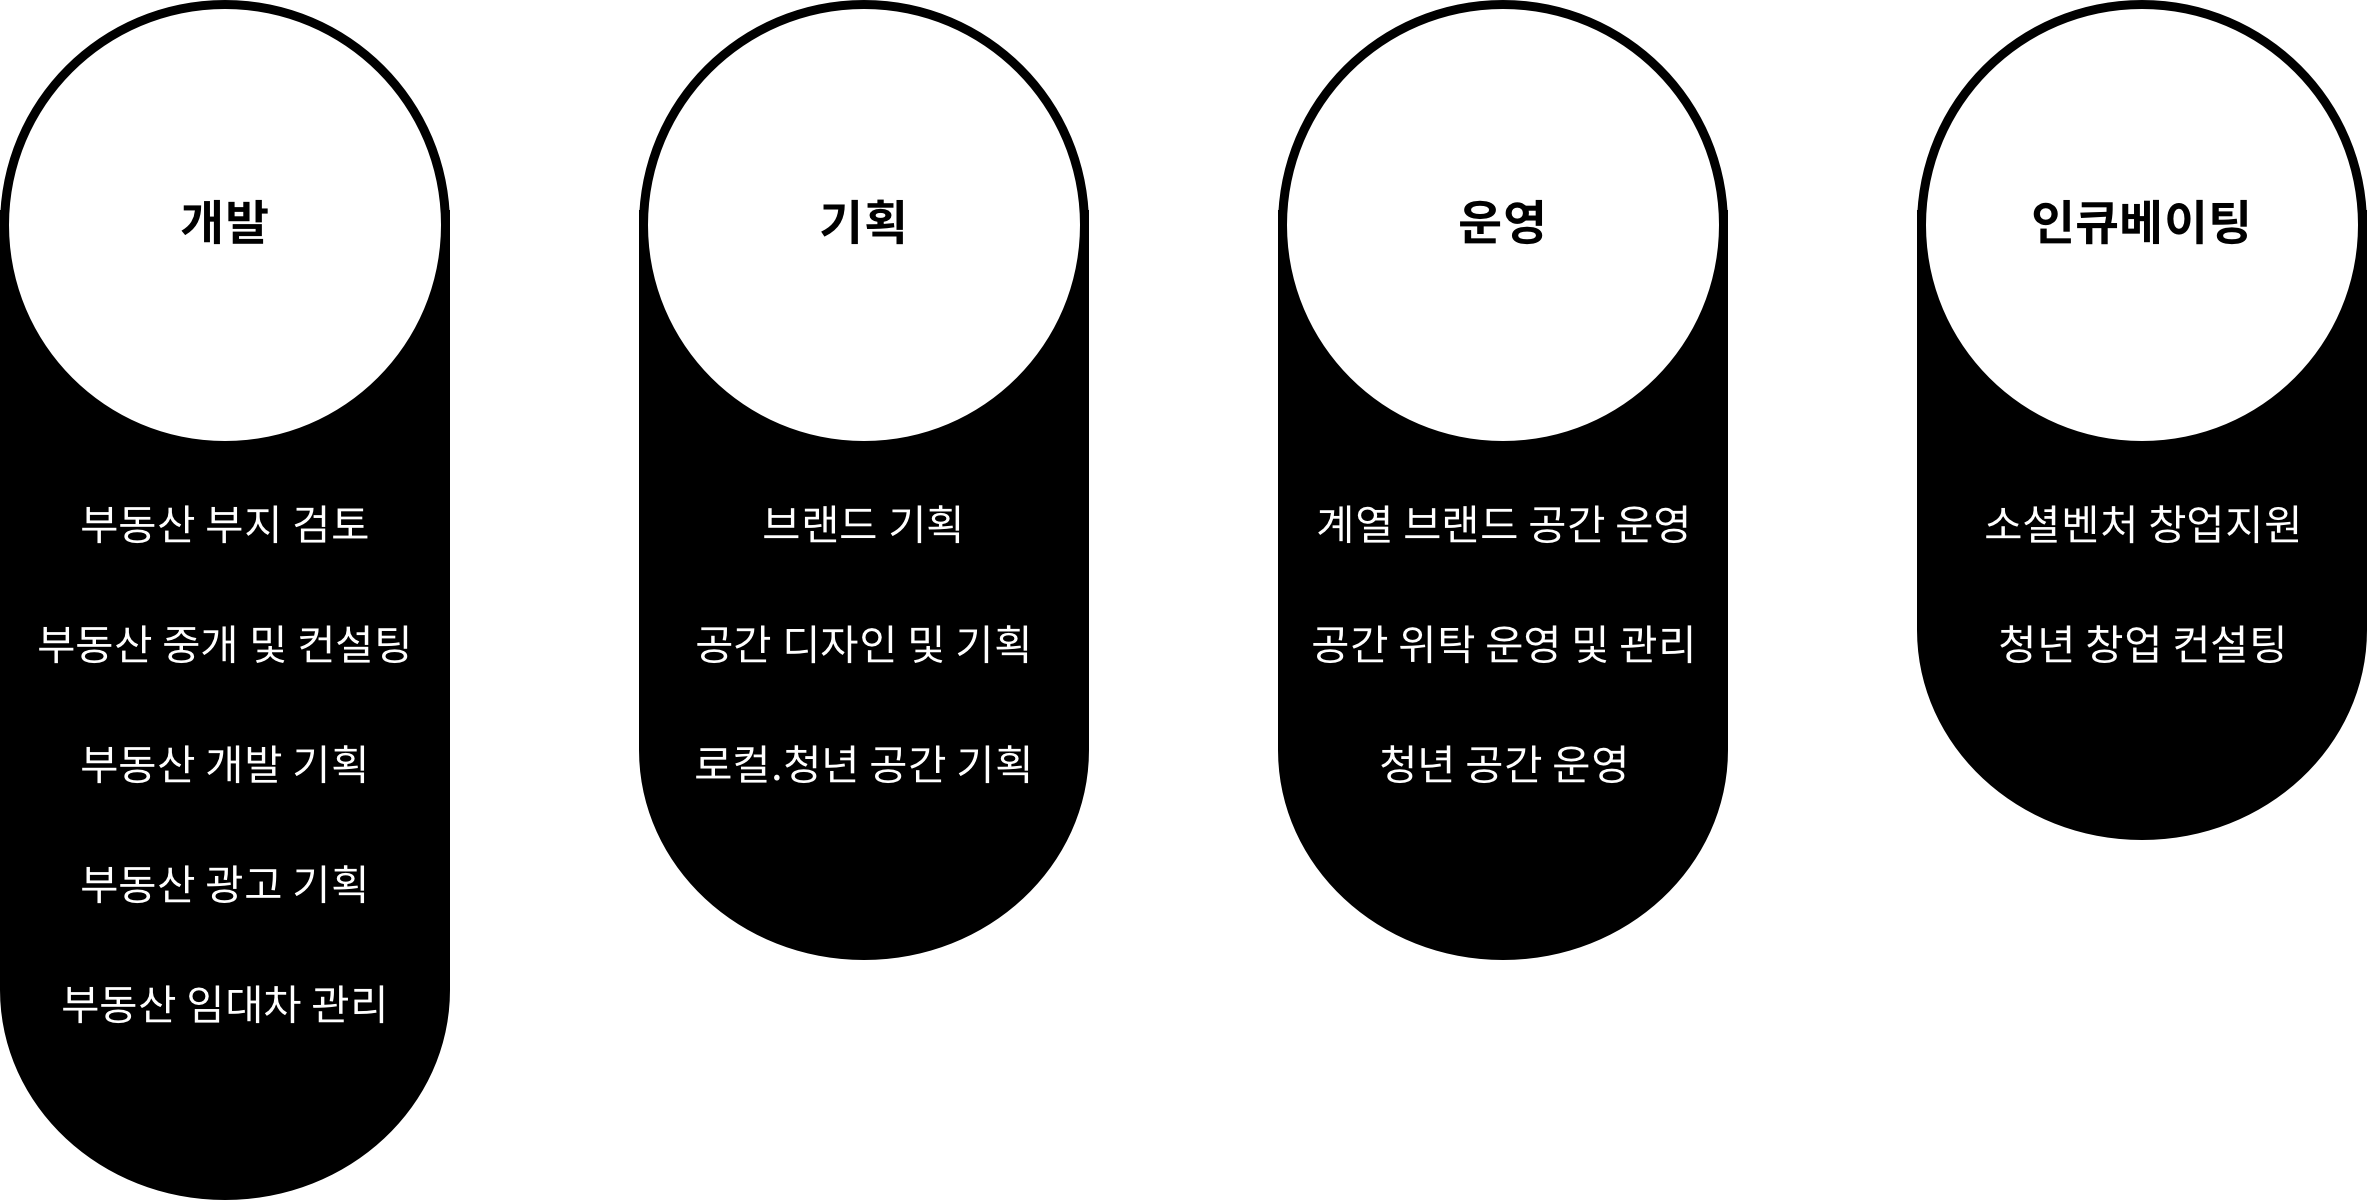 개발
부동산 부지 검토
부동산 중개 및 컨설팅
부동산 개발 기획
부동산 광고 기획
부동산 임대차 관리
기획
브랜드 기획
공간 디자인 및 기획
로컬.청년 공간 기획
운영
계열 브랜드 공간 운영
공간 위탁 운영 및 관리
청년 공간 운영
인큐베이팅
소셜벤처 창업지원
청년 창업 컨설팅